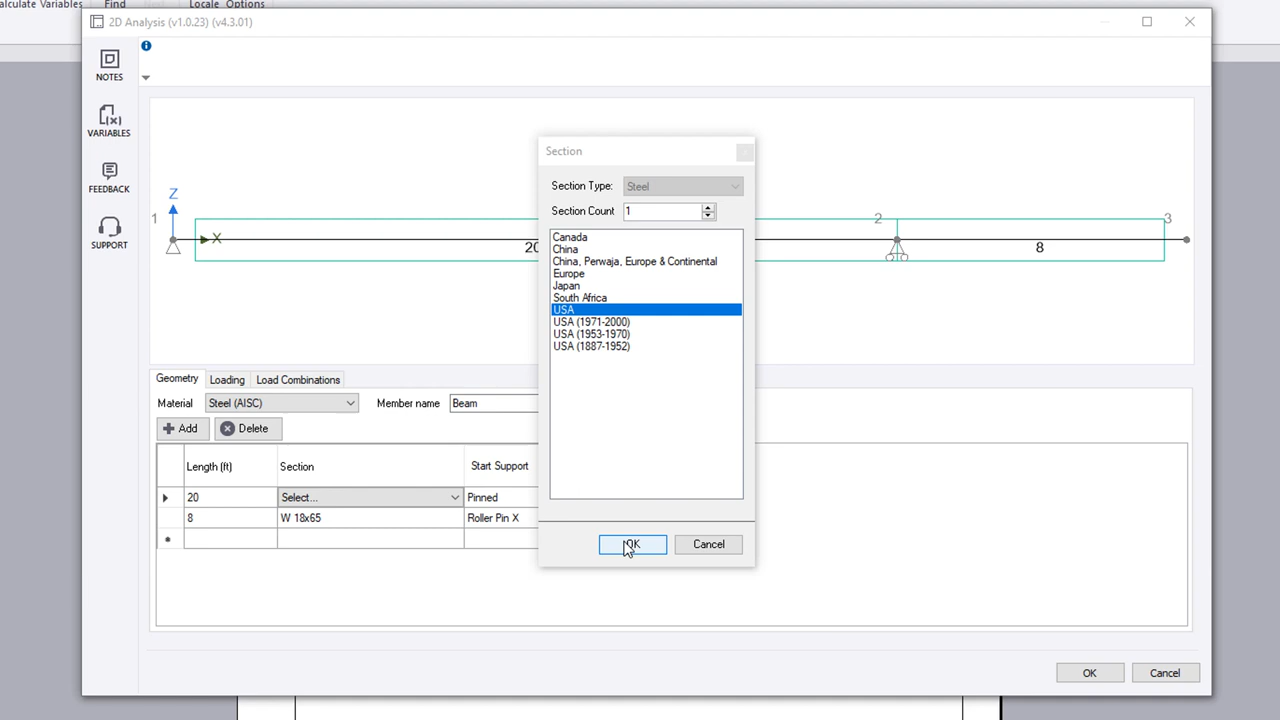 alculate Variables
Find
Locale Options
2D Analysis (v1.0.23) (v4.3.01)
NOTES
VARIABLES
FEEDBACK
SUPPORT
Z
1
X
20
2
3
8
Section
Section Type:
Steel
Section Count
1
Canada
China
China, Perwaja, Europe & Continental
Europe
Japan
South Africa
USA
USA (1971-2000)
USA (1953-1970)
USA (1887-1952)
OK
Cancel
Geometry
Loading
Load Combinations
Material
Steel (AISC)
Member name
Beam
Add
Delete
Length (ft)
Section
Start Support
20
Select...
Pinned
8
W 18x65
Roller Pin X
OK
Cancel